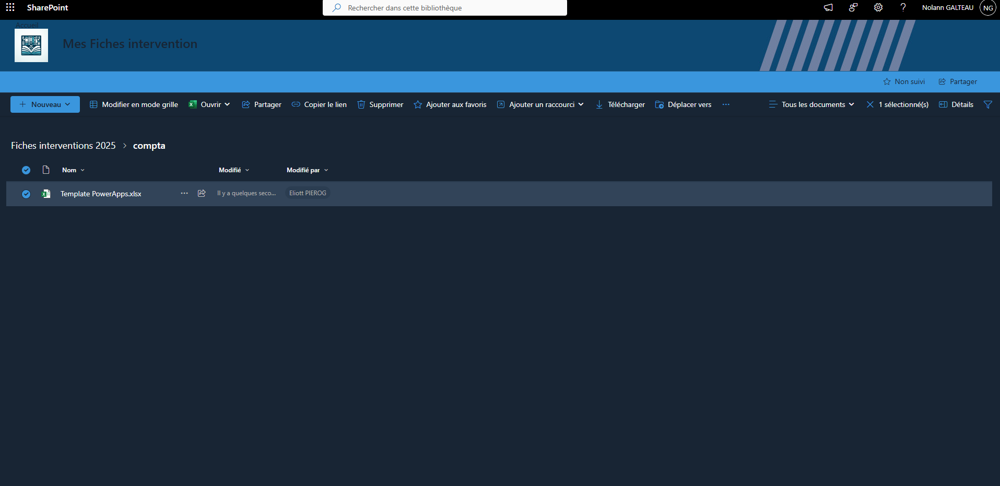 SharePoint
Rechercher dans cette bibliothèque
Nolann GALTEAU
NG
Accueil
Mes Fiches intervention
Non suivi
Partager
Nouveau
Modifier en mode grille
Ouvrir
Partager
Copier le lien
Supprimer
Ajouter aux favoris
Ajouter un raccourci
Télécharger
Déplacer vers
Tous les documents
1 sélectionné(s)
Détails
Fiches interventions 2025 > compta
Nom
Modifié
Modifié par
Template PowerApps.xlsx
Il y a quelques seco...
Eliott PIEROG